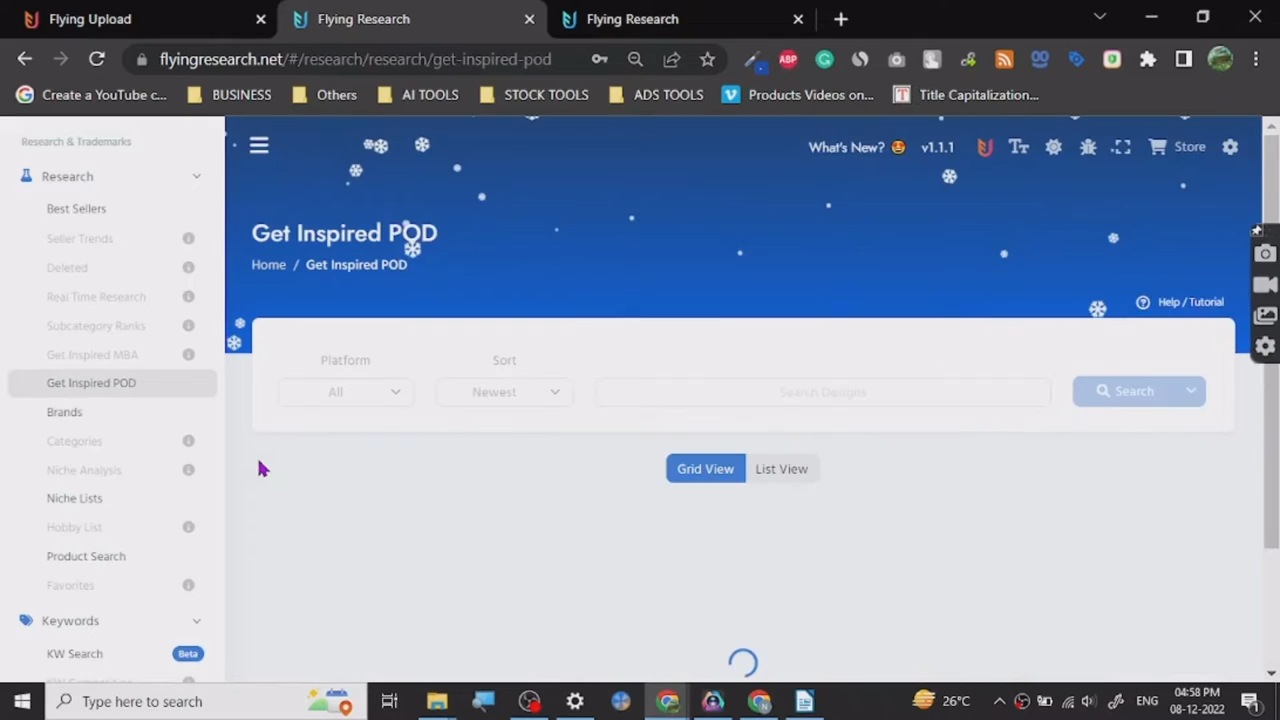 Flying Upload
Flying Research
Flying Research
flyingresearch.net/#/research/research/get-inspired-pod
ABP
Create a YouTube c...
BUSINESS
Others
AI TOOLS
STOCK TOOLS
ADS TOOLS
Products Videos on...
Title Capitalization...
Research & Trademarks
Research
Best Sellers
Seller Trends
Deleted
Real Time Research
Subcategory Ranks
Get Inspired MBA
Get Inspired POD
Brands
Categories
Niche Analysis
Niche Lists
Hobby List
Product Search
Favorites
Keywords
KW Search
Beta
What's New? v1.1.1
Store
Get Inspired POD
Home / Get Inspired POD
Help / Tutorial
Platform
Sort
All
Newest
Search Designs
Search
Grid View
List View
Type here to search
26°C
ENG
04:58 PM
08-12-2022